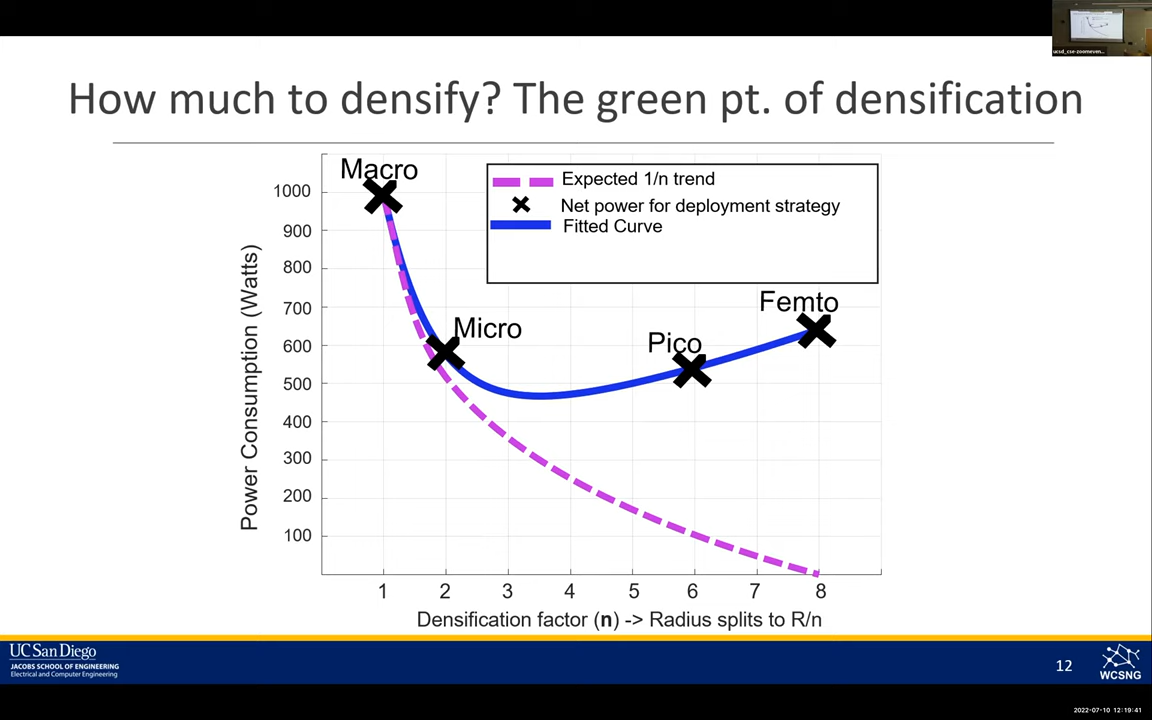 ucsd_cse-zoomeven...
How much to densify? The green pt. of densification
Macro
Micro
Pico
Femto
Expected 1/n trend
Net power for deployment strategy
Fitted Curve
Power Consumption (Watts)
1000
900
800
700
600
500
400
300
200
100
1 2 3 4 5 6 7 8
Densification factor (n) -> Radius splits to R/n
UC San Diego
JACOBS SCHOOL OF ENGINEERING
Electrical and Computer Engineering
12
WCSNG
2022-07-10 12:19:41